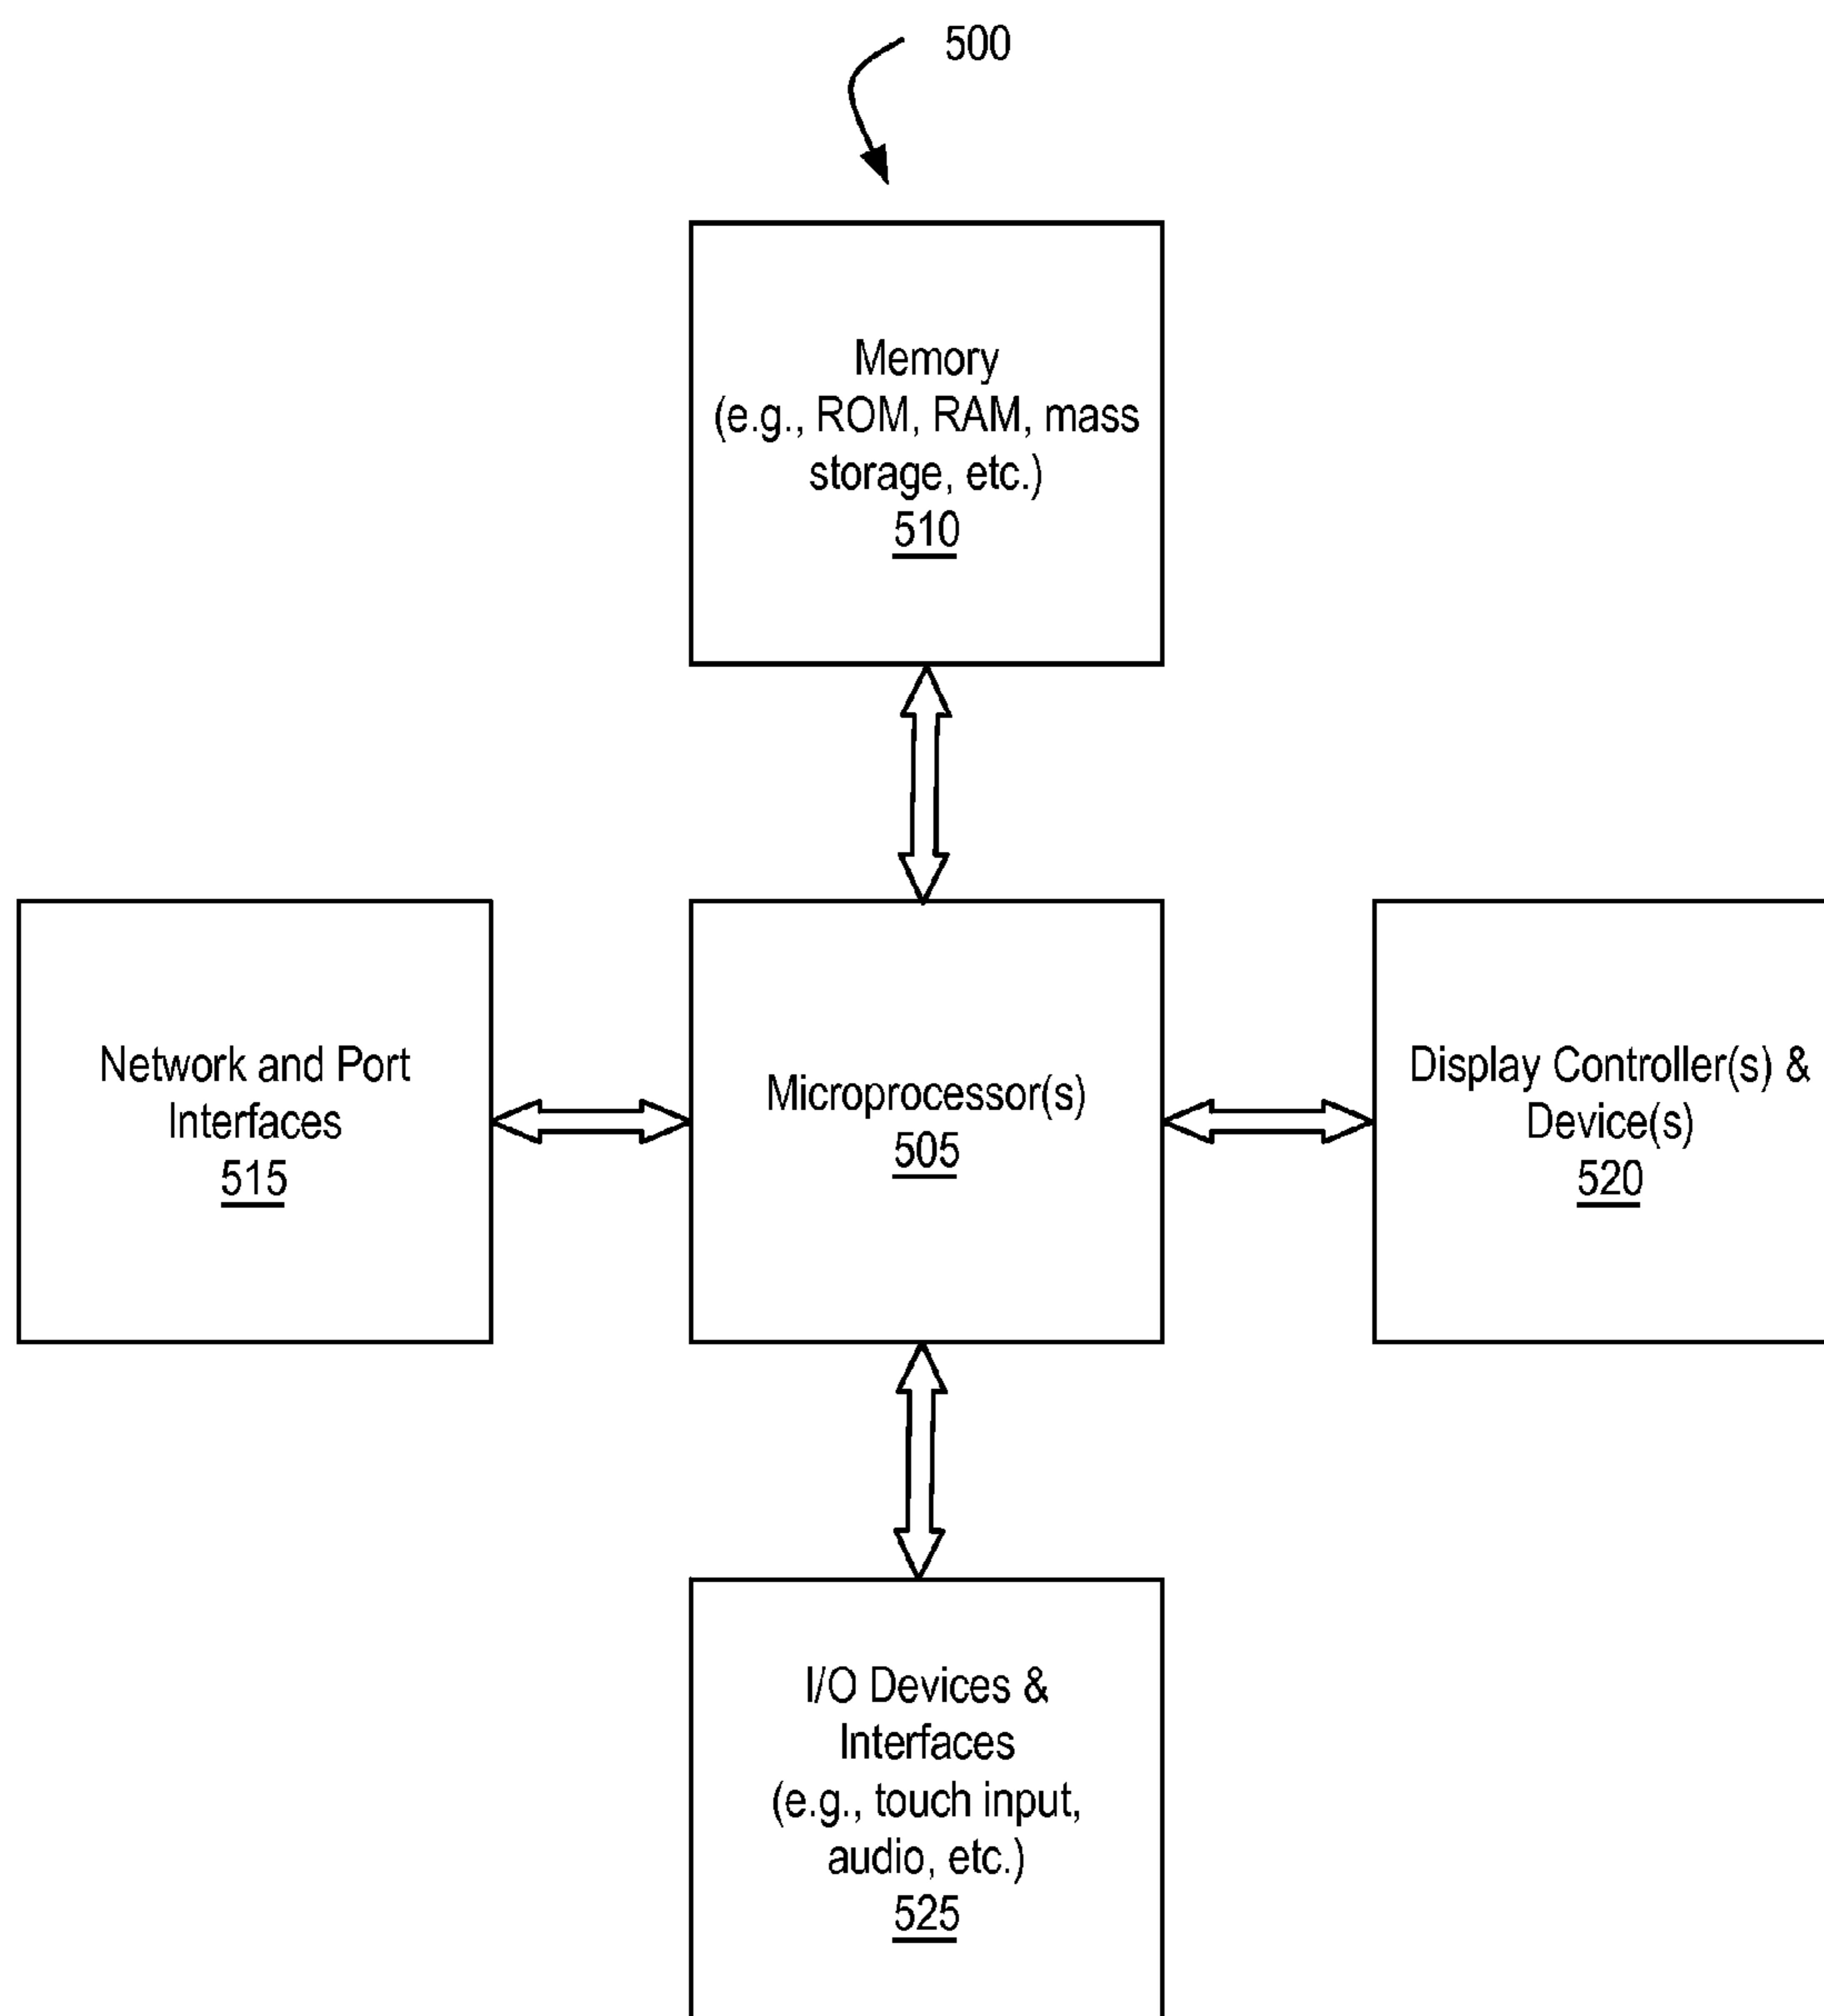 500
Memory
(e.g., ROM, RAM, mass
storage, etc.)
510
Network and Port
Interfaces
515
Microprocessor(s)
505
Display Controller(s) &
Device(s)
520
I/O Devices &
Interfaces
(e.g., touch input,
audio, etc.)
525